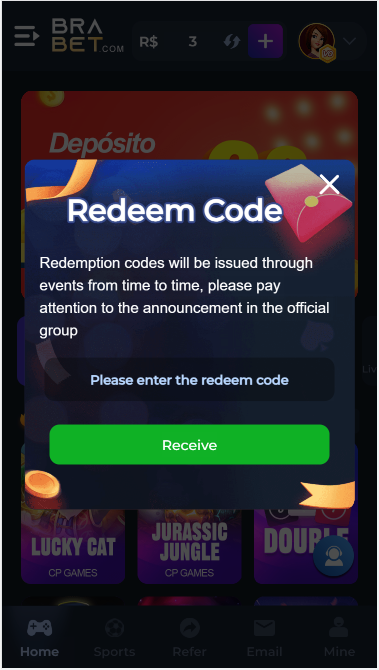 BRA
BET.COM
R$ 3
V0
Depósito
Redeem Code
Redemption codes will be issued through
events from time to time, please pay
attention to the announcement in the official
group
Please enter the redeem code
Receive
Liv
LUCKY CAT
CP GAMES
JURASSIC
JUNGLE
CP GAMES
DOUBLE
Home
Sports
Refer
Email
Mine